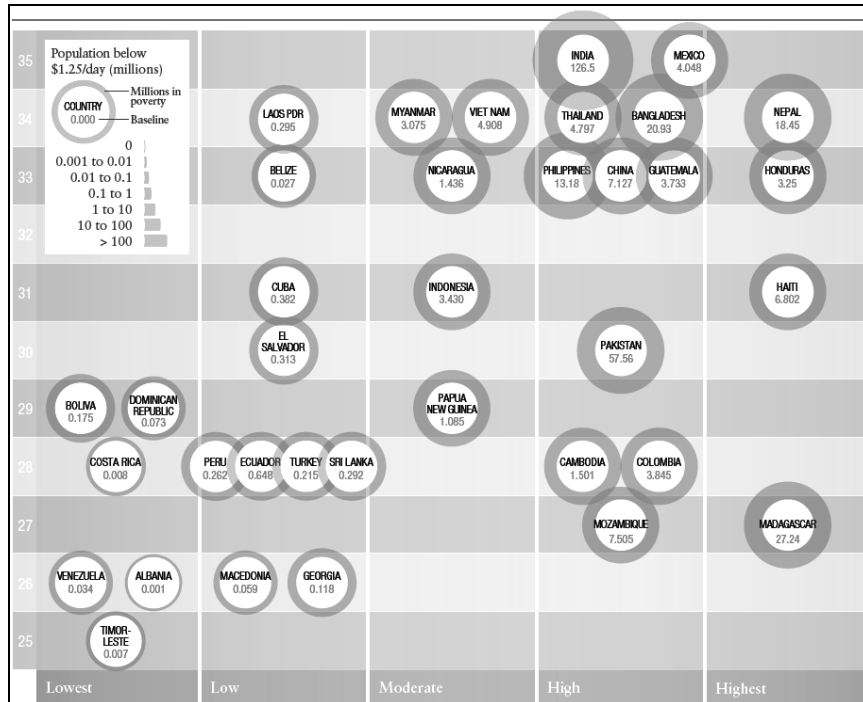 Population below
$1.25/day (millions)
COUNTRY
0.000
Millions in
poverty
Baseline
0
0.001 to 0.01
0.01 to 0.1
0.1 to 1
1 to 10
10 to 100
> 100
35
INDIA
126.5
MEXICO
4.048
34
LAOS PDR
0.295
MYANMAR
3.075
VIET NAM
4.908
THAILAND
4.797
BANGLADESH
20.93
NEPAL
18.45
33
BELIZE
0.027
NICARAGUA
1.436
PHILIPPINES
13.18
CHINA
7.127
GUATEMALA
3.733
HONDURAS
3.25
32
31
CUBA
0.382
INDONESIA
3.430
HAITI
6.802
30
EL
SALVADOR
0.313
PAKISTAN
57.56
29
BOLIVA
0.175
DOMINICAN
REPUBLIC
0.073
PAPUA
NEW GUINEA
1.085
28
COSTA RICA
0.008
PERU
0.262
ECUADOR
0.648
TURKEY
0.215
SRI LANKA
0.292
CAMBODIA
1.501
COLOMBIA
3.845
27
MOZAMBIQUE
7.505
MADAGASCAR
27.24
26
VENEZUELA
0.034
ALBANIA
0.001
MACEDONIA
0.059
GEORGIA
0.118
25
TIMOR-
LESTE
0.007
Lowest
Low
Moderate
High
Highest